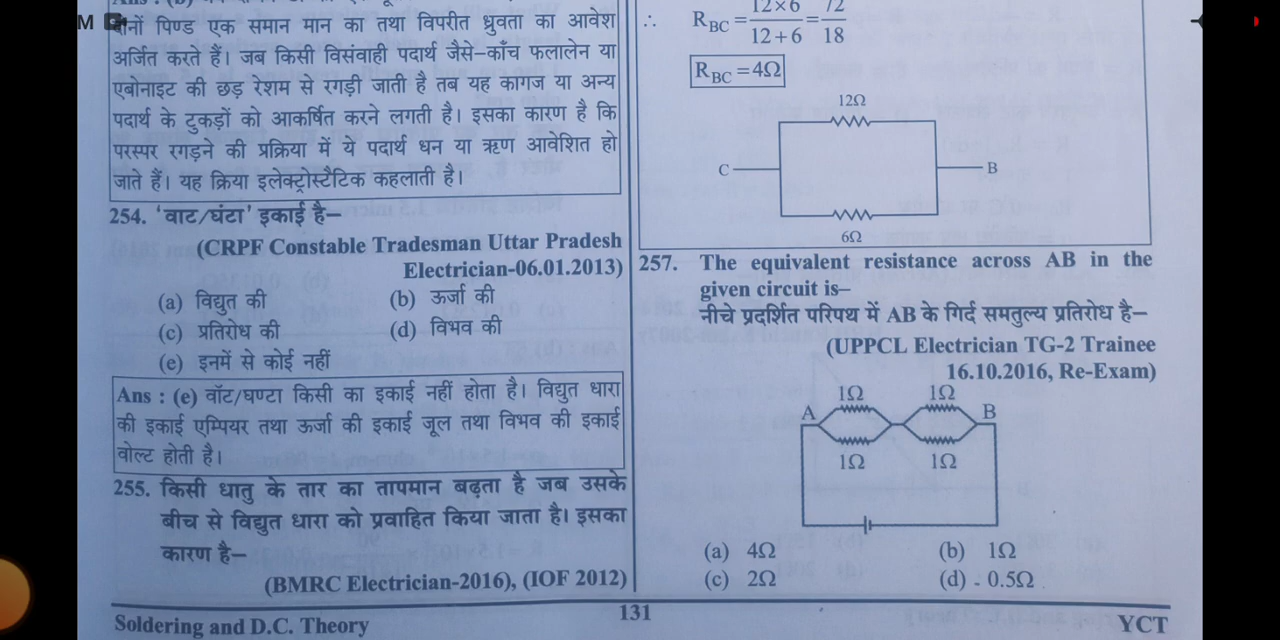 दोनों पिण्ड एक समान मान का तथा विपरीत ध्रुवता का आवेश
अर्जित करते हैं। जब किसी विसंवाही पदार्थ जैसे-काँच फलालेन या
एबोनाइट की छड़ रेशम से रगड़ी जाती है तब यह कागज या अन्य
पदार्थ के टुकड़ों को आकर्षित करने लगती है। इसका कारण है कि
परस्पर रगड़ने की प्रक्रिया में ये पदार्थ धन या ऋण आवेशित हो
जाते हैं। यह क्रिया इलेक्ट्रोस्टैटिक कहलाती है।
254. 'वाट/घंटा' इकाई है–
(CRPF Constable Tradesman Uttar Pradesh
Electrician-06.01.2013)
(a) विद्युत की (b) ऊर्जा की
(c) प्रतिरोध की (d) विभव की
(e) इनमें से कोई नहीं
Ans : (e) वॉट/घण्टा किसी का इकाई नहीं होता है। विद्युत धारा
की इकाई एम्पियर तथा ऊर्जा की इकाई जूल तथा विभव की इकाई
वोल्ट होती है।
255. किसी धातु के तार का तापमान बढ़ता है जब उसके
बीच से विद्युत धारा को प्रवाहित किया जाता है। इसका
कारण है–
(BMRC Electrician-2016), (IOF 2012)
∴ R_BC = 12×6/12+6 = 72/18
R_BC = 4Ω
12Ω
C B
6Ω
257. The equivalent resistance across AB in the
given circuit is–
नीचे प्रदर्शित परिपथ में AB के गिर्द समतुल्य प्रतिरोध है–
(UPPCL Electrician TG-2 Trainee
16.10.2016, Re-Exam)
1Ω 1Ω
A B
1Ω 1Ω
(a) 4Ω (b) 1Ω
(c) 2Ω (d) - 0.5Ω
Soldering and D.C. Theory 131 YCT